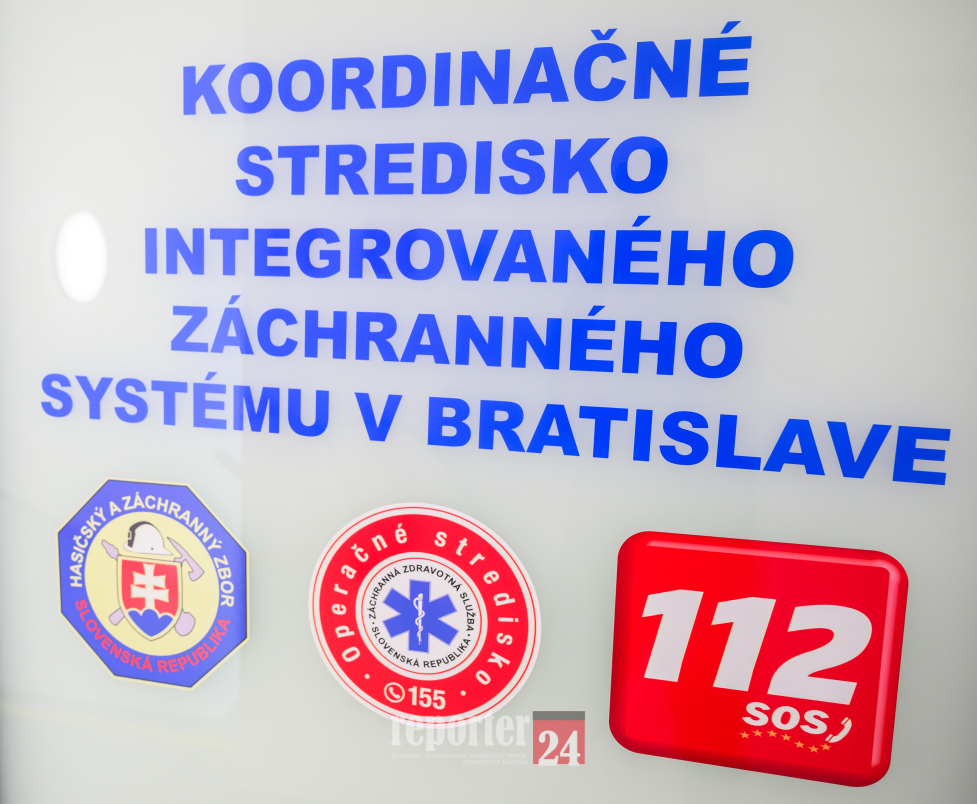 KOORDINAČNÉ
STREDISKO
INTEGROVANÉHO
ZÁCHRANNÉHO
SYSTÉMU V BRATISLAVE
HASIČSKÝ A ZÁCHRANNÝ ZBOR
SLOVENSKÁ REPUBLIKA
Operačné stredisko
ZÁCHRANNÁ ZDRAVOTNÁ SLUŽBA
SLOVENSKÁ REPUBLIKA
155
112
SOS
reporter
24